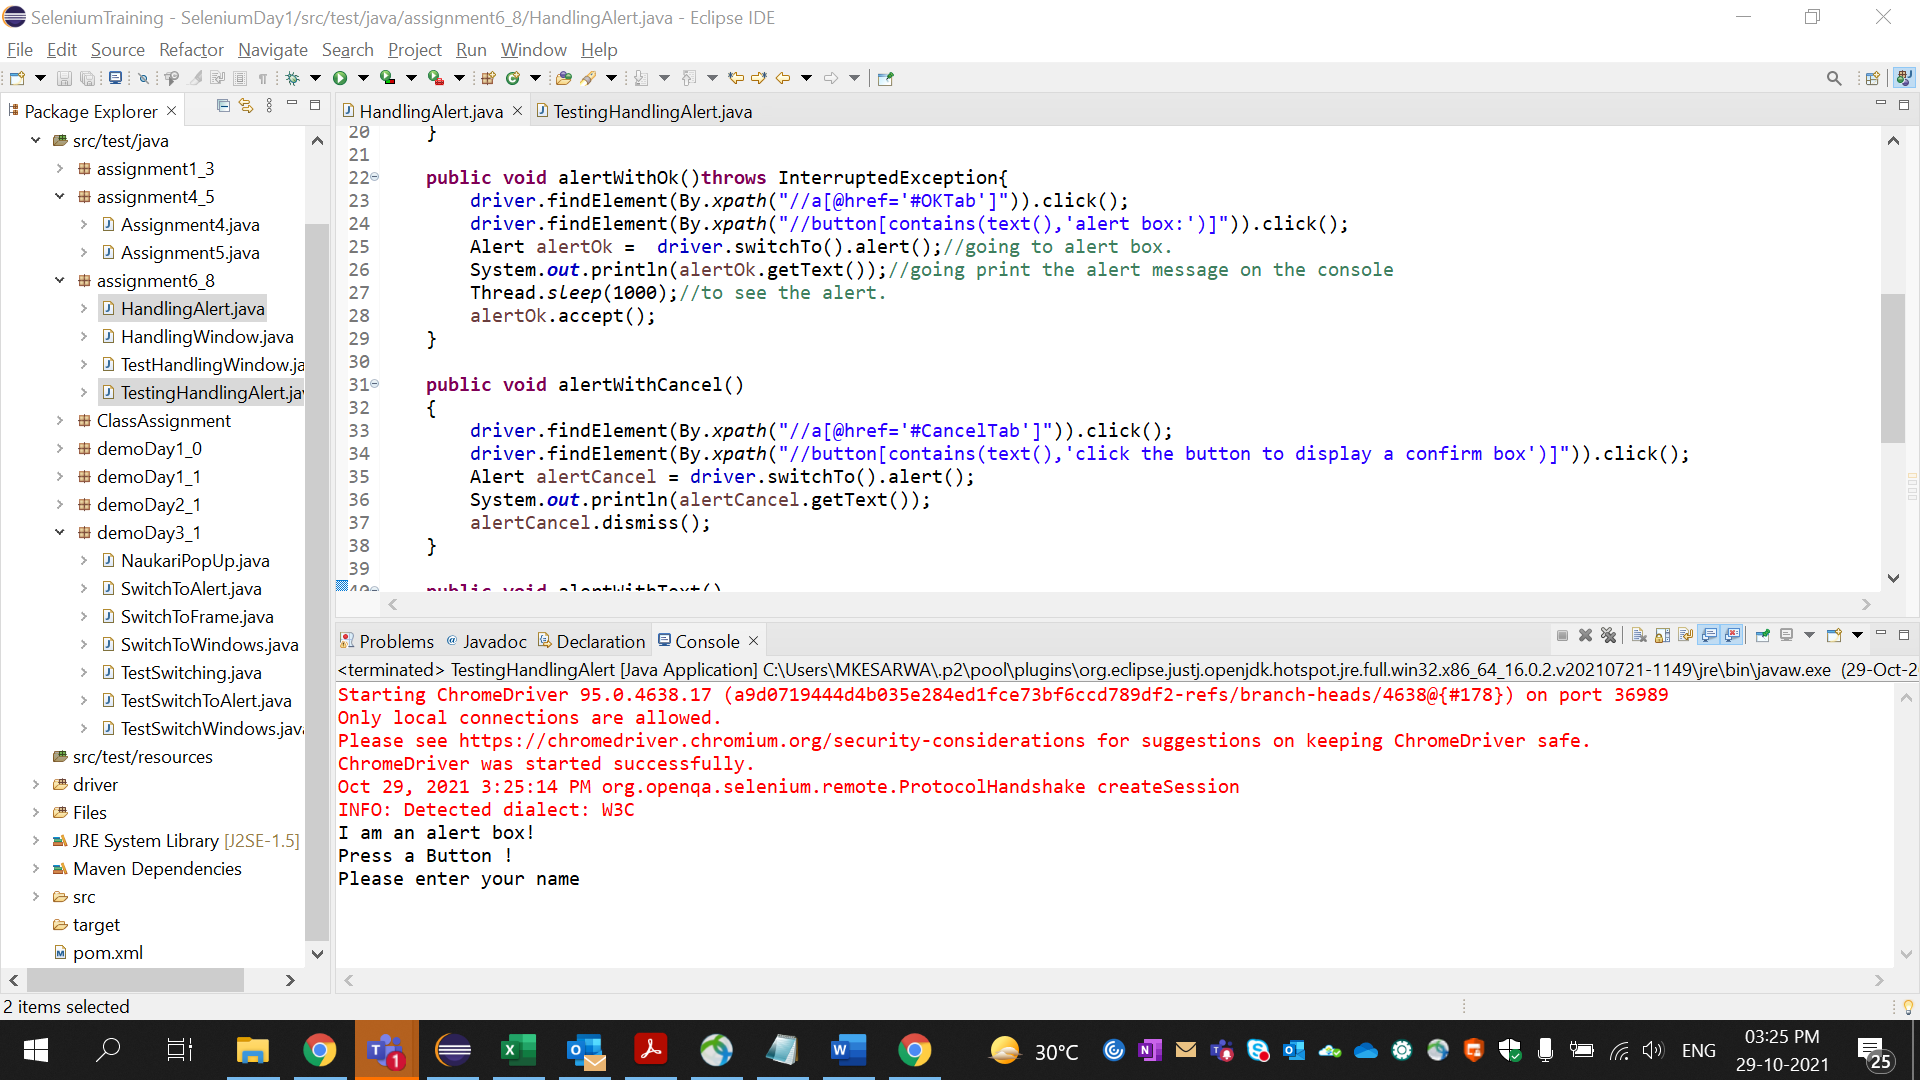 SeleniumTraining - SeleniumDay1/src/test/java/assignment6_8/HandlingAlert.java - Eclipse IDE
File Edit Source Refactor Navigate Search Project Run Window Help
Package Explorer
src/test/java
assignment1_3
assignment4_5
Assignment4.java
Assignment5.java
assignment6_8
HandlingAlert.java
HandlingWindow.java
TestHandlingWindow.ja
TestingHandlingAlert.ja
ClassAssignment
demoDay1_0
demoDay1_1
demoDay2_1
demoDay3_1
NaukariPopUp.java
SwitchToAlert.java
SwitchToFrame.java
SwitchToWindows.java
TestSwitching.java
TestSwitchToAlert.java
TestSwitchWindows.java
src/test/resources
driver
Files
JRE System Library [J2SE-1.5]
Maven Dependencies
src
target
pom.xml
2 items selected
HandlingAlert.java TestingHandlingAlert.java
20 }
21
22 public void alertWithOk()throws InterruptedException{
23 driver.findElement(By.xpath("//a[@href='#OKTab']")).click();
24 driver.findElement(By.xpath("//button[contains(text(),'alert box:')]")).click();
25 Alert alertOk =  driver.switchTo().alert();//going to alert box.
26 System.out.println(alertOk.getText());//going print the alert message on the console
27 Thread.sleep(1000);//to see the alert.
28 alertOk.accept();
29 }
30
31 public void alertWithCancel()
32 {
33 driver.findElement(By.xpath("//a[@href='#CancelTab']")).click();
34 driver.findElement(By.xpath("//button[contains(text(),'click the button to display a confirm box')]")).click();
35 Alert alertCancel = driver.switchTo().alert();
36 System.out.println(alertCancel.getText());
37 alertCancel.dismiss();
38 }
39
40 public void alertWithText()
Problems Javadoc Declaration Console
<terminated> TestingHandlingAlert [Java Application] C:\Users\MKESARWA\.p2\pool\plugins\org.eclipse.justj.openjdk.hotspot.jre.full.win32.x86_64_16.0.2.v20210721-1149\jre\bin\javaw.exe (29-Oct-2
Starting ChromeDriver 95.0.4638.17 (a9d0719444d4b035e284ed1fce73bf6ccd789df2-refs/branch-heads/4638@{#178}) on port 36989
Only local connections are allowed.
Please see https://chromedriver.chromium.org/security-considerations for suggestions on keeping ChromeDriver safe.
ChromeDriver was started successfully.
Oct 29, 2021 3:25:14 PM org.openqa.selenium.remote.ProtocolHandshake createSession
INFO: Detected dialect: W3C
I am an alert box!
Press a Button !
Please enter your name
30°C
ENG
03:25 PM
29-10-2021
25